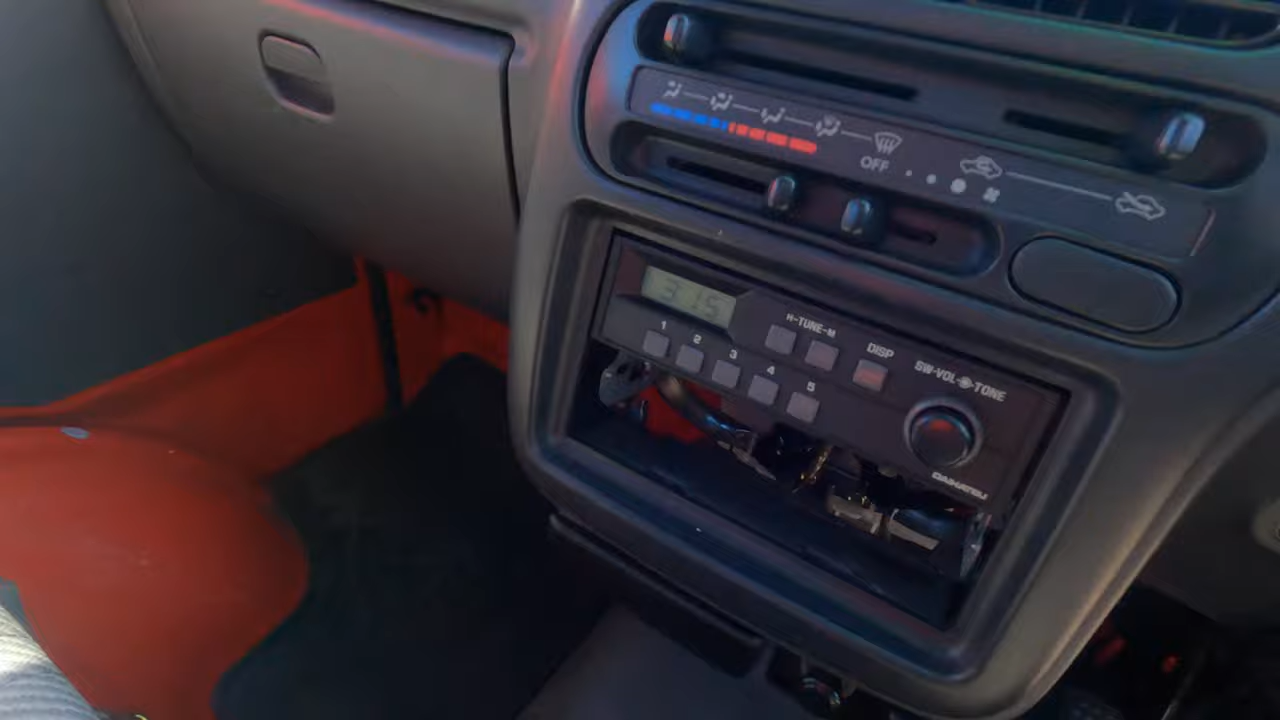 OFF
3:15
H-TUNE-M
DISP
SW-VOL TONE
1
2
3
4
5
DAIHATSU